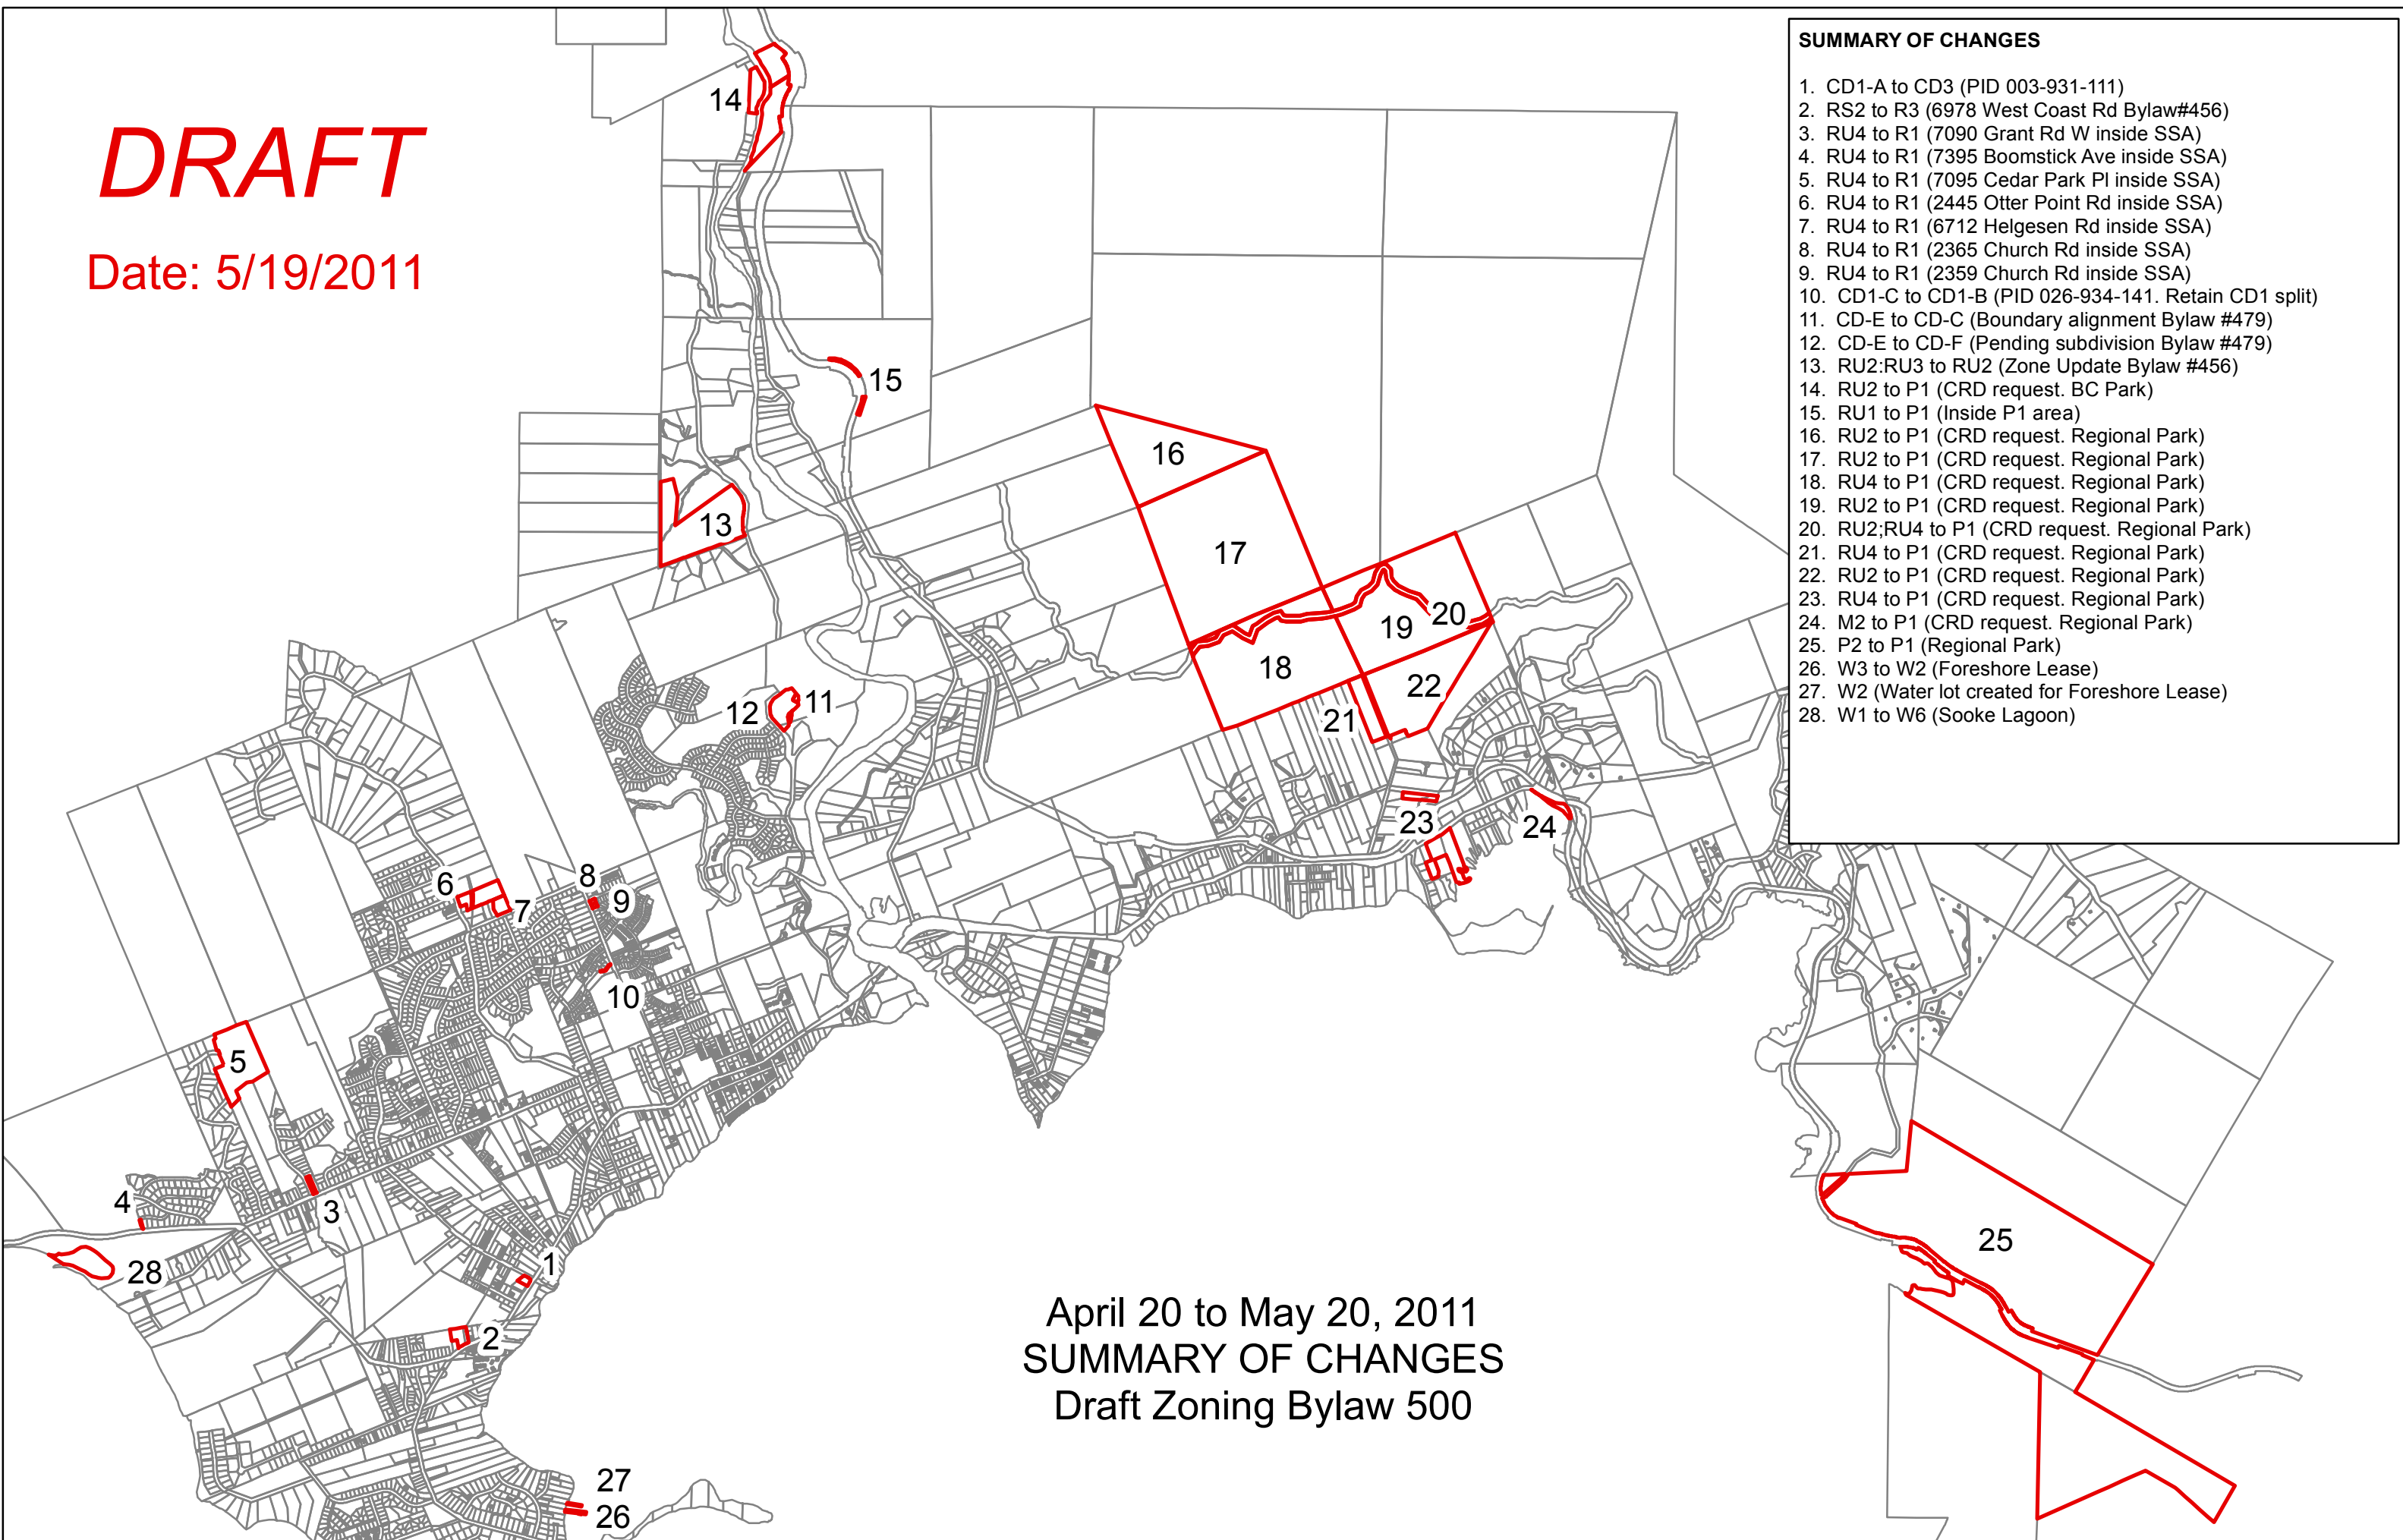 DRAFT
Date: 5/19/2011
SUMMARY OF CHANGES
1. CD1-A to CD3 (PID 003-931-111)
2. RS2 to R3 (6978 West Coast Rd Bylaw#456)
3. RU4 to R1 (7090 Grant Rd W inside SSA)
4. RU4 to R1 (7395 Boomstick Ave inside SSA)
5. RU4 to R1 (7095 Cedar Park Pl inside SSA)
6. RU4 to R1 (2445 Otter Point Rd inside SSA)
7. RU4 to R1 (6712 Helgesen Rd inside SSA)
8. RU4 to R1 (2365 Church Rd inside SSA)
9. RU4 to R1 (2359 Church Rd inside SSA)
10. CD1-C to CD1-B (PID 026-934-141. Retain CD1 split)
11. CD-E to CD-C (Boundary alignment Bylaw #479)
12. CD-E to CD-F (Pending subdivision Bylaw #479)
13. RU2:RU3 to RU2 (Zone Update Bylaw #456)
14. RU2 to P1 (CRD request. BC Park)
15. RU1 to P1 (Inside P1 area)
16. RU2 to P1 (CRD request. Regional Park)
17. RU2 to P1 (CRD request. Regional Park)
18. RU4 to P1 (CRD request. Regional Park)
19. RU2 to P1 (CRD request. Regional Park)
20. RU2;RU4 to P1 (CRD request. Regional Park)
21. RU4 to P1 (CRD request. Regional Park)
22. RU2 to P1 (CRD request. Regional Park)
23. RU4 to P1 (CRD request. Regional Park)
24. M2 to P1 (CRD request. Regional Park)
25. P2 to P1 (Regional Park)
26. W3 to W2 (Foreshore Lease)
27. W2 (Water lot created for Foreshore Lease)
28. W1 to W6 (Sooke Lagoon)
14
15
16
13
17
20
19
18
22
11
12
21
23
24
6
8
7
9
10
5
4
3
28
1
25
2
27
26
April 20 to May 20, 2011
SUMMARY OF CHANGES
Draft Zoning Bylaw 500